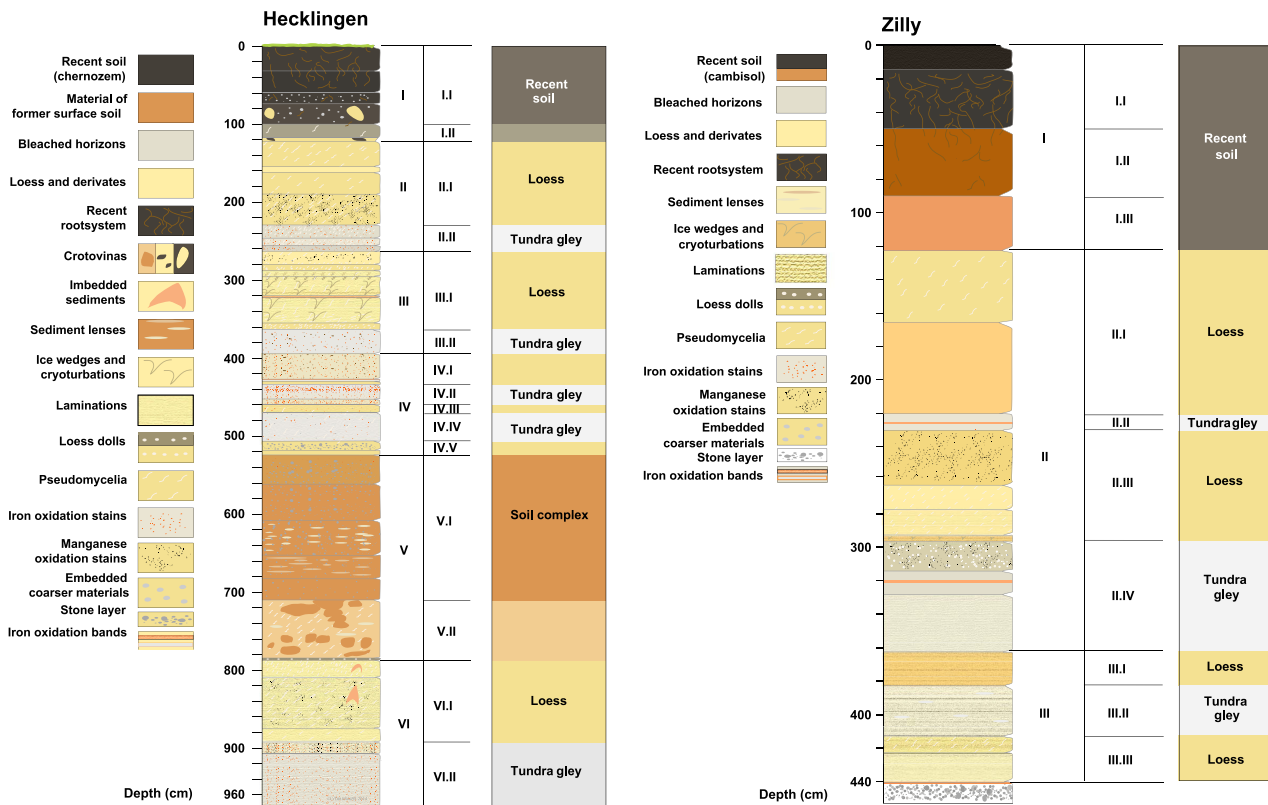 Hecklingen
Recent soil
(chernozem)
Material of
former surface soil
Bleached horizons
Loess and derivates
Recent
rootsystem
Crotovinas
Imbedded
sediments
Sediment lenses
Ice wedges and
cryoturbations
Laminations
Loess dolls
Pseudomycelia
Iron oxidation stains
Manganese
oxidation stains
Embedded
coarser materials
Stone layer
Iron oxidation bands
Depth (cm)
0
100
200
300
400
500
600
700
800
900
960
I
II
III
IV
V
VI
I.I
I.II
II.I
II.II
III.I
III.II
IV.I
IV.II
IV.III
IV.IV
IV.V
V.I
V.II
VI.I
VI.II
Recent
soil
Loess
Tundra gley
Loess
Tundra gley
Tundra gley
Tundra gley
Soil complex
Loess
Tundra gley
Zilly
Recent soil
(cambisol)
Bleached horizons
Loess and derivates
Recent rootsystem
Sediment lenses
Ice wedges and
cryoturbations
Laminations
Loess dolls
Pseudomycelia
Iron oxidation stains
Manganese
oxidation stains
Embedded
coarser materials
Stone layer
Iron oxidation bands
Depth (cm)
0
100
200
300
400
440
I
II
III
I.I
I.II
I.III
II.I
II.II
II.III
II.IV
III.I
III.II
III.III
Recent
soil
Loess
Tundra gley
Loess
Tundra
gley
Loess
Tundra
gley
Loess